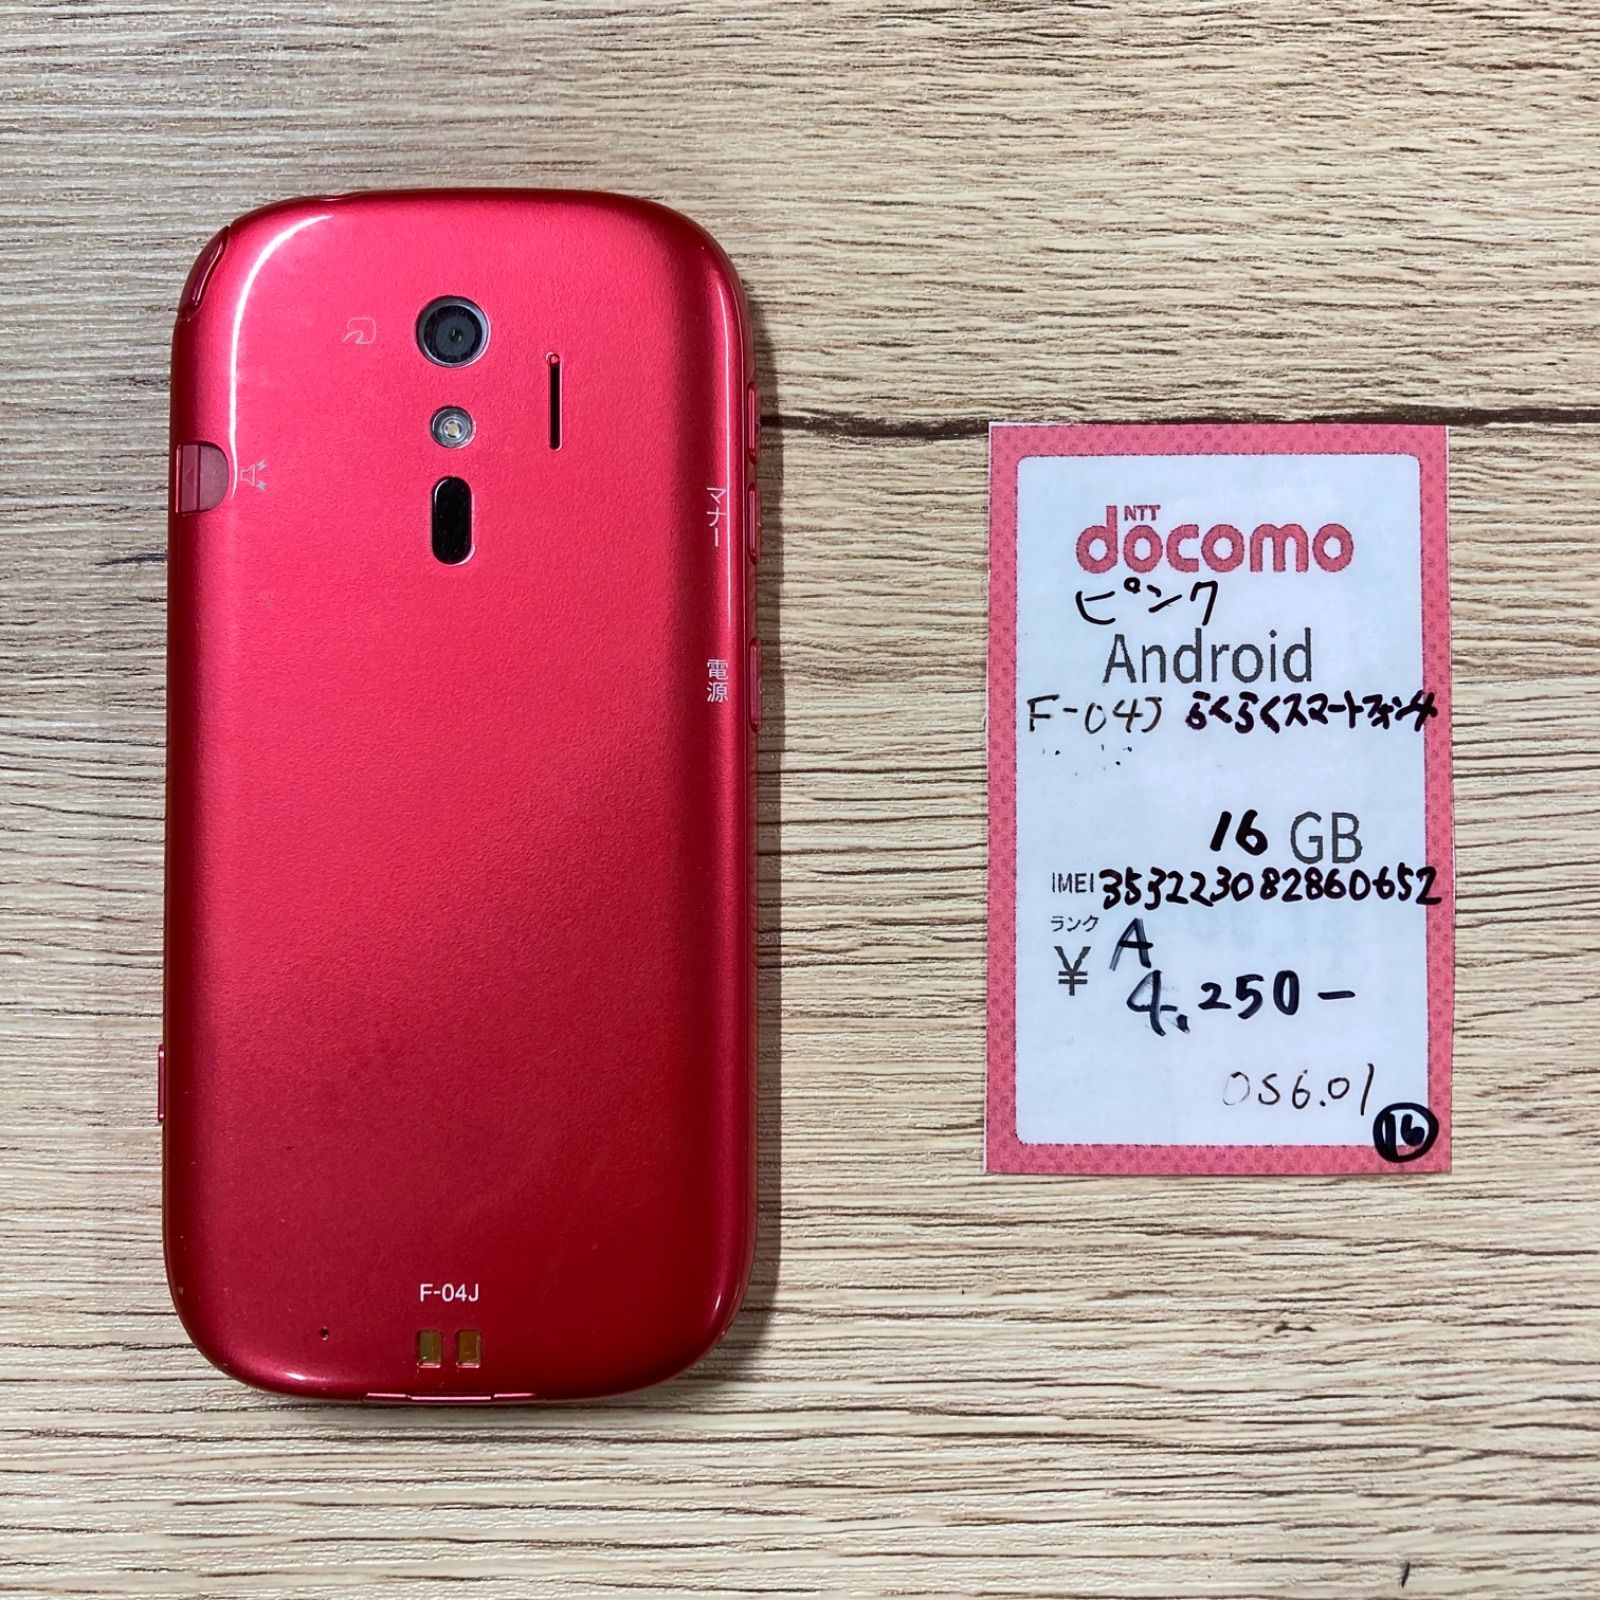 マナー
電源
F-04J
NTT
docomo
ピンク
Android
F-04J らくらくスマートフォン4
16 GB
IMEI 353223082860652
ランク A
¥ 4,250-
OS6.01
16